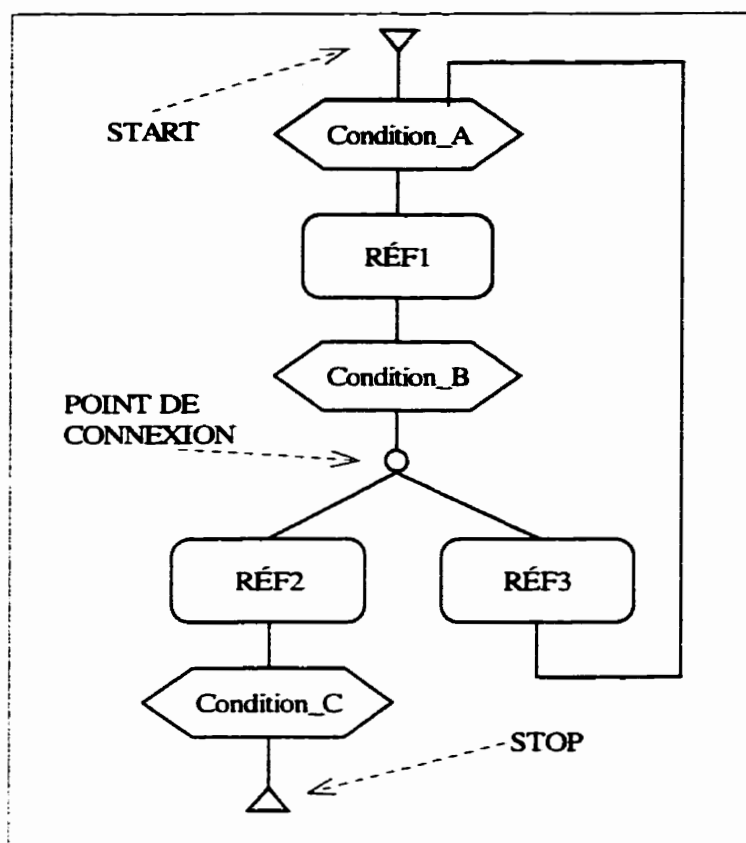 START
Condition_A
RÉF1
Condition_B
POINT DE
CONNEXION
RÉF2
RÉF3
Condition_C
STOP